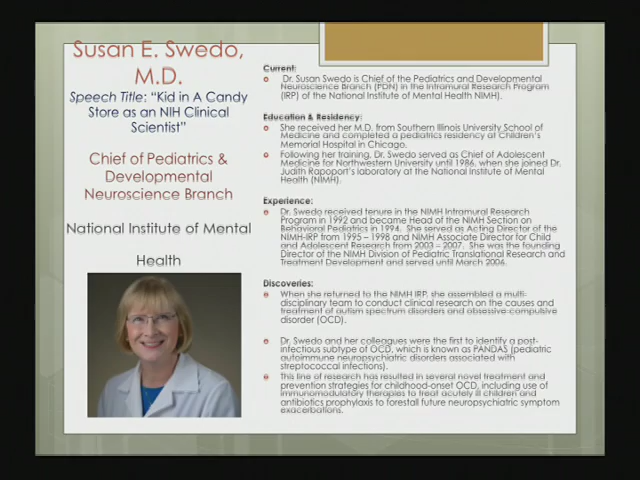 Susan E. Swedo,
M.D.
Speech Title: “Kid in A Candy
Store as an NIH Clinical
Scientist”
Chief of Pediatrics &
Developmental
Neuroscience Branch
National Institute of Mental
Health
Current:
Dr. Susan Swedo is Chief of the Pediatrics and Developmental
Neuroscience Branch (PDN) in the Intramural Research Program
(IRP) of the National Institute of Mental Health NIMH).
Education & Residency:
She received her M.D. from Southern Illinois University School of
Medicine and completed a pediatrics residency at Children’s
Memorial Hospital in Chicago.
Following her training, Dr. Swedo served as Chief of Adolescent
Medicine for Northwestern University until 1986, when she joined Dr.
Judith Rapoport’s laboratory at the National Institute of Mental
Health (NIMH).
Experience:
Dr. Swedo received tenure in the NIMH Intramural Research
Program in 1992 and became Head of the NIMH Section on
Behavioral Pediatrics in 1994. She served as Acting Director of the
NIMH-IRP from 1995 – 1998 and NIMH Associate Director for Child
and Adolescent Research from 2003 – 2007. She was the founding
Director of the NIMH Division of Pediatric Translational Research and
Treatment Development and served until March 2006.
Discoveries:
When she returned to the NIMH IRP, she assembled a multi-
disciplinary team to conduct clinical research on the causes and
treatment of autism spectrum disorders and obsessive-compulsive
disorder (OCD).
Dr. Swedo and her colleagues were the first to identify a post-
infectious subtype of OCD, which is known as PANDAS (pediatric
autoimmune neuropsychiatric disorders associated with
streptococcal infections).
This line of research has resulted in several novel treatment and
prevention strategies for childhood-onset OCD, including use of
immunomodulatory therapies to treat acutely ill children and
antibiotics prophylaxis to forestall future neuropsychiatric symptom
exacerbations.